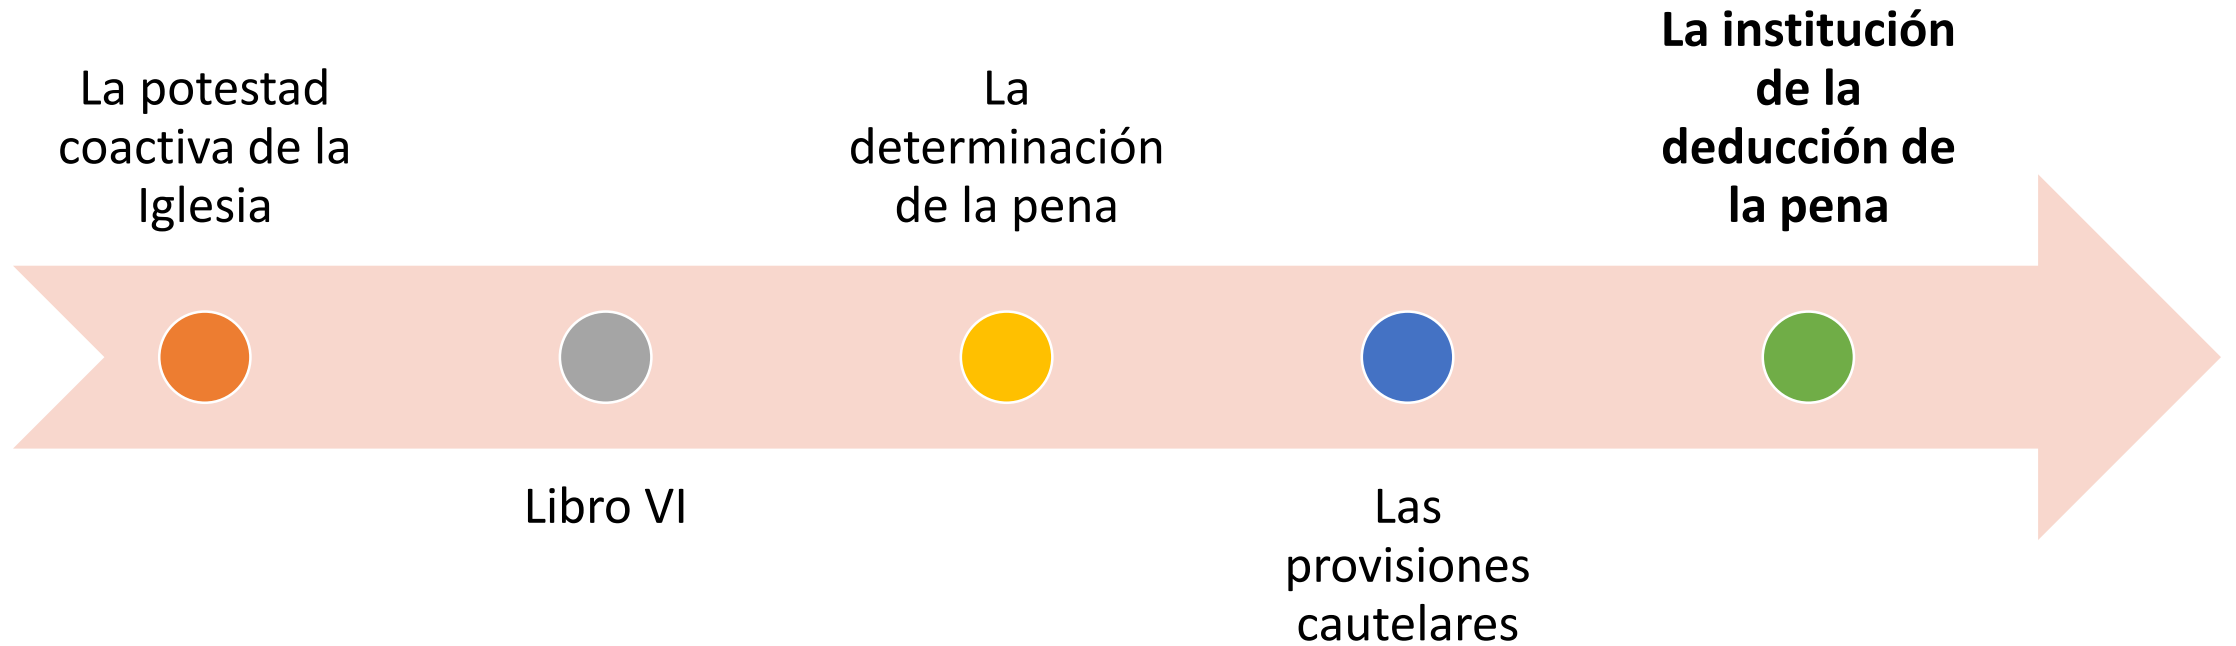 La potestad
coactiva de la
Iglesia
Libro VI
La
determinación
de la pena
Las
provisiones
cautelares
La institución
de la
deducción de
la pena